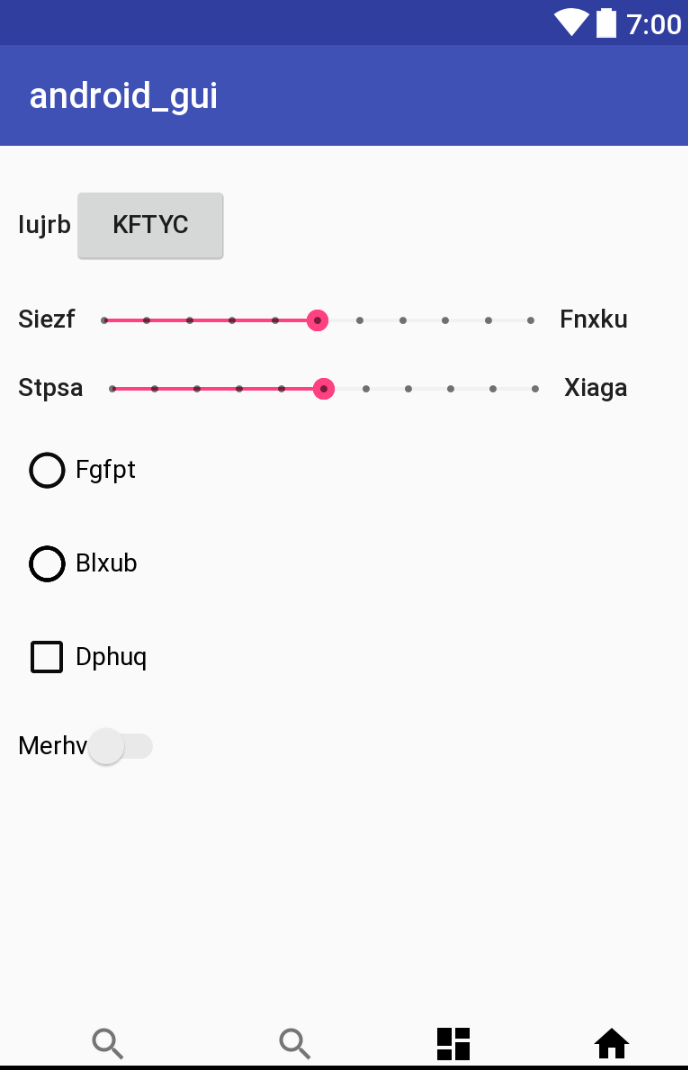 7:00
android_gui
Iujrb KFTYC
Siezf Fnxku
Stpsa Xiaga
Fgfpt
Blxub
Dphuq
Merhv